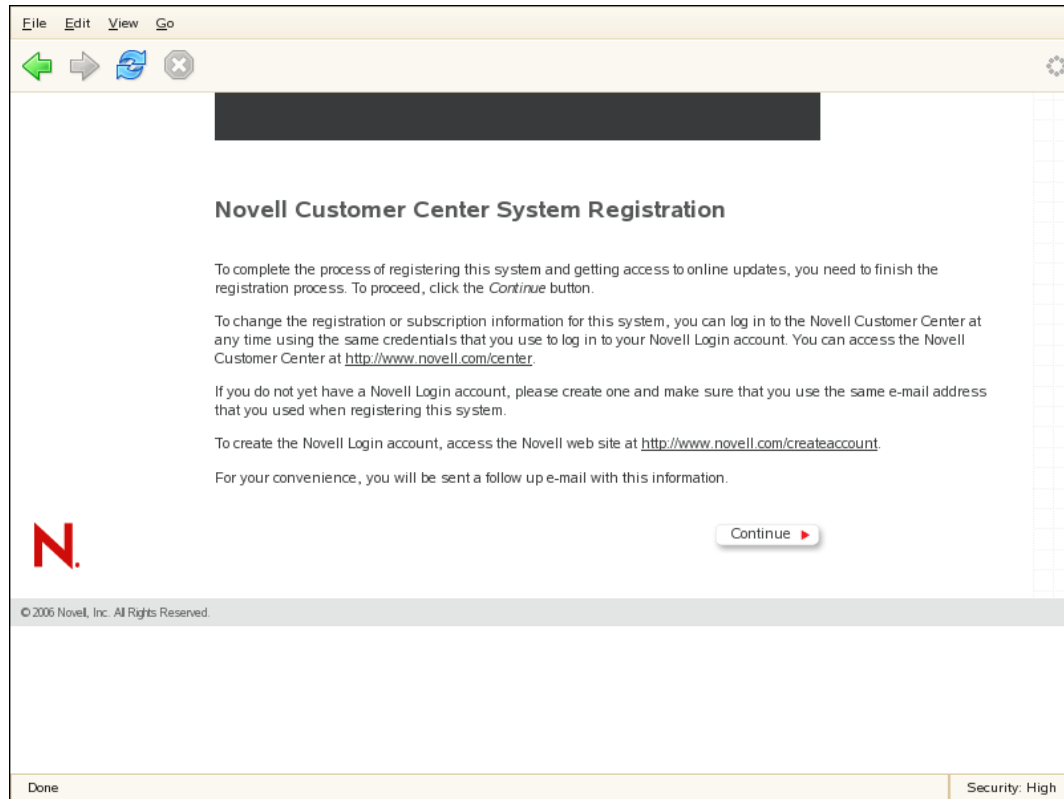 File Edit View Go
Novell Customer Center System Registration
To complete the process of registering this system and getting access to online updates, you need to finish the
registration process. To proceed, click the Continue button.
To change the registration or subscription information for this system, you can log in to the Novell Customer Center at
any time using the same credentials that you use to log in to your Novell Login account. You can access the Novell
Customer Center at http://www.novell.com/center.
If you do not yet have a Novell Login account, please create one and make sure that you use the same e-mail address
that you used when registering this system.
To create the Novell Login account, access the Novell web site at http://www.novell.com/createaccount.
For your convenience, you will be sent a follow up e-mail with this information.
Continue
N.
© 2006 Novell, Inc. All Rights Reserved.
Done Security: High